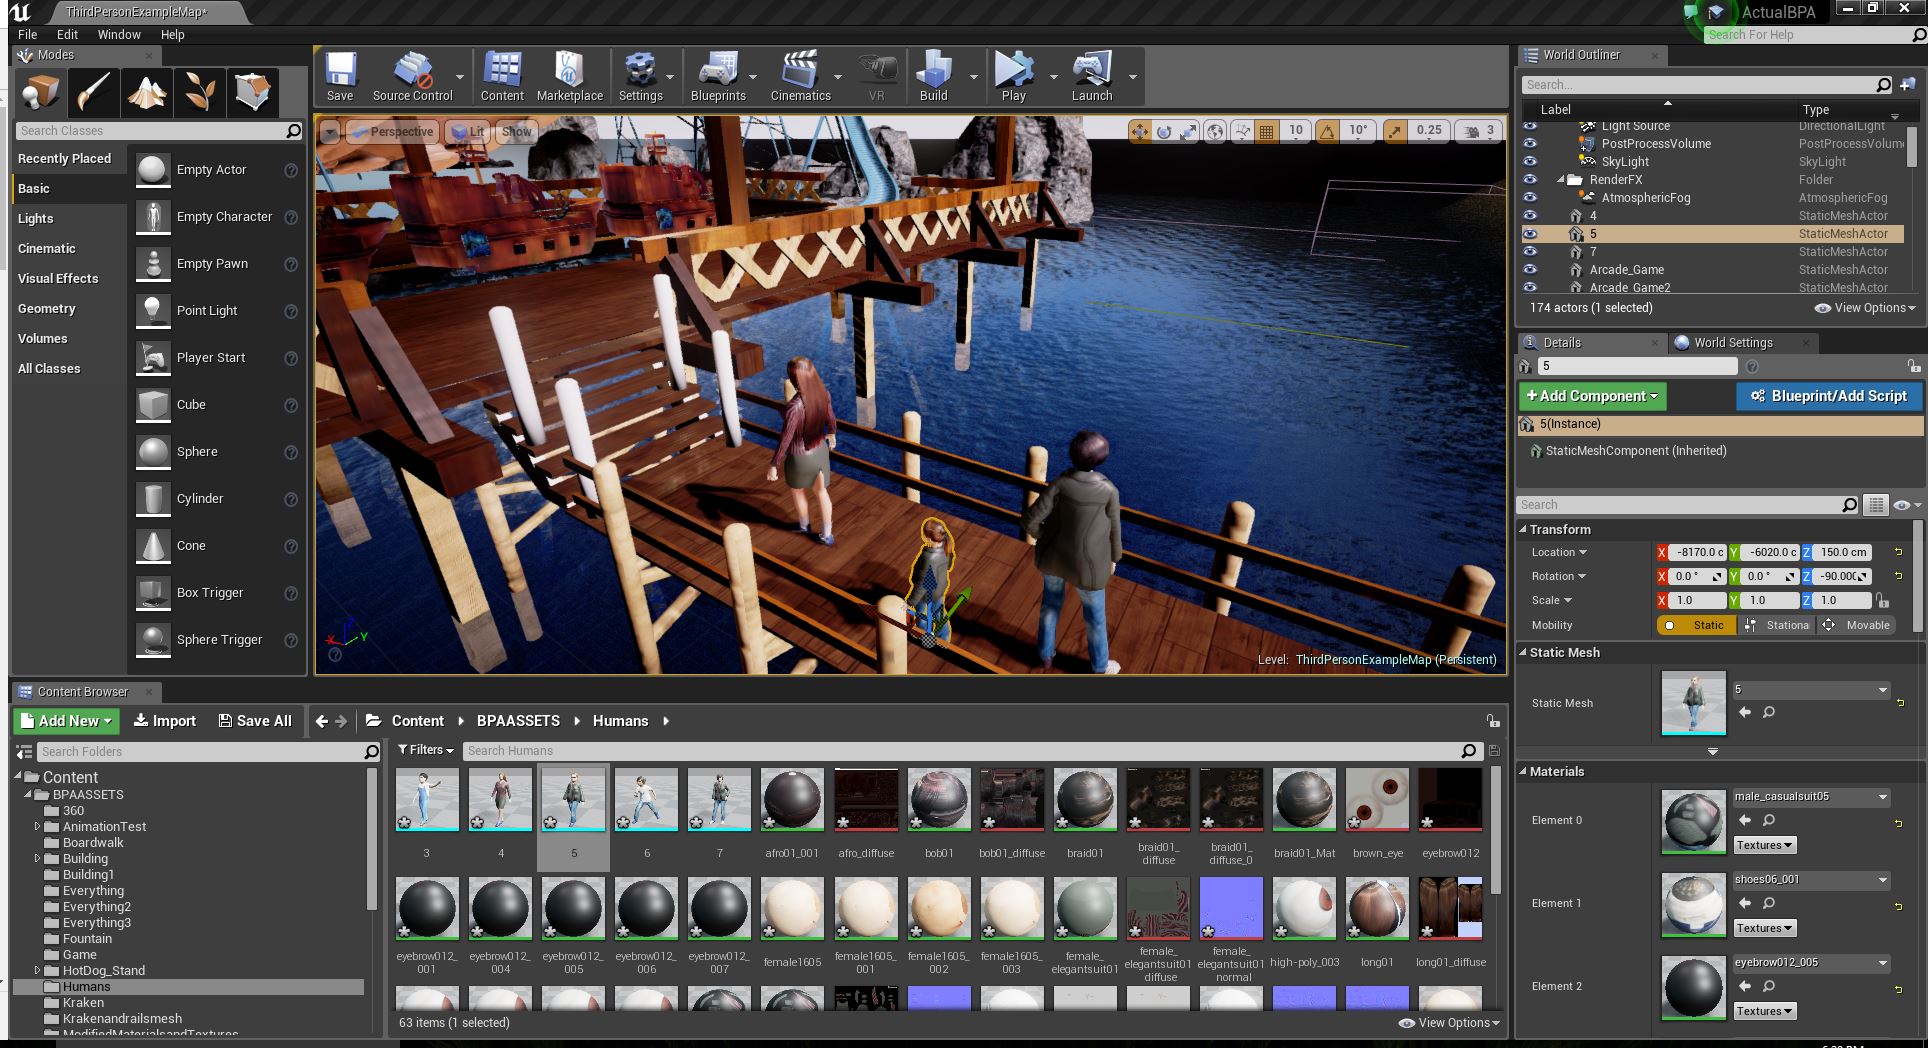 ThirdPersonExampleMap*
ActualBPA
File Edit Window Help
Search For Help
Modes
Search Classes
Recently Placed
Basic
Lights
Cinematic
Visual Effects
Geometry
Volumes
All Classes
Empty Actor
Empty Character
Empty Pawn
Point Light
Player Start
Cube
Sphere
Cylinder
Cone
Box Trigger
Sphere Trigger
Save Source Control Content Marketplace Settings Blueprints Cinematics VR Build Play Launch
Perspective Lit Show
10 10° 0.25 3
X Y Z
Level: ThirdPersonExampleMap (Persistent)
World Outliner
Search...
Label Type
Light Source DirectionalLight
PostProcessVolume PostProcessVolum
SkyLight SkyLight
RenderFX Folder
AtmosphericFog AtmosphericFog
4 StaticMeshActor
5 StaticMeshActor
7 StaticMeshActor
Arcade_Game StaticMeshActor
Arcade_Game2 StaticMeshActor
174 actors (1 selected) View Options
Details World Settings
5
+Add Component Blueprint/Add Script
5(Instance)
StaticMeshComponent (Inherited)
Search
Transform
Location X -8170.0 c Y -6020.0 c Z 150.0 cm
Rotation X 0.0 ° Y 0.0 ° Z -90.000
Scale X 1.0 Y 1.0 Z 1.0
Mobility Static Stationa Movable
Static Mesh
Static Mesh 5
Materials
Element 0 male_casualsuit05
Textures
Element 1 shoes06_001
Textures
Element 2 eyebrow012_005
Textures
Content Browser
Add New Import Save All Content BPAASSETS Humans
Search Folders
Filters Search Humans
Content
BPAASSETS
360
AnimationTest
Boardwalk
Building
Building1
Everything
Everything2
Everything3
Fountain
Game
HotDog_Stand
Humans
Kraken
Krakenandrailsmesh
ModifiedMaterialsandTextures
3 4 5 6 7 afro01_001 afro_diffuse bob01 bob01_diffuse braid01 braid01_diffuse braid01_diffuse_0 braid01_Mat brown_eye eyebrow012
eyebrow012_001 eyebrow012_004 eyebrow012_005 eyebrow012_006 eyebrow012_007 female1605 female1605_001 female1605_002 female1605_003 female_elegantsuit01 female_elegantsuit01_diffuse female_elegantsuit01_normal high-poly_003 long01 long01_diffuse
63 items (1 selected) View Options